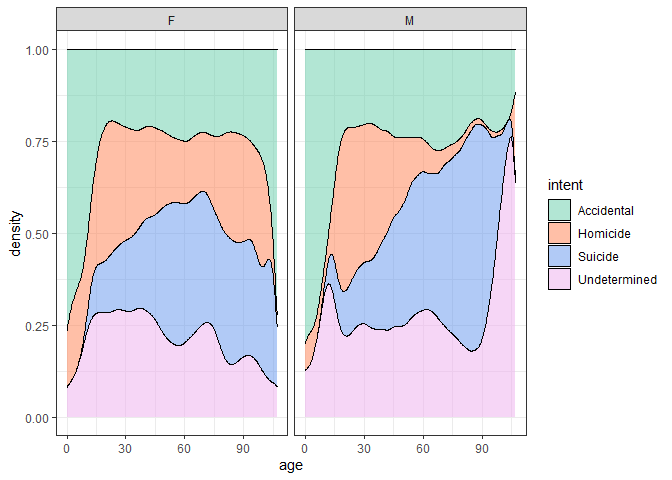 F
M
1.00
0.75
0.50
0.25
0.00
density
0 30 60 90
0 30 60 90
age
intent
Accidental
Homicide
Suicide
Undetermined